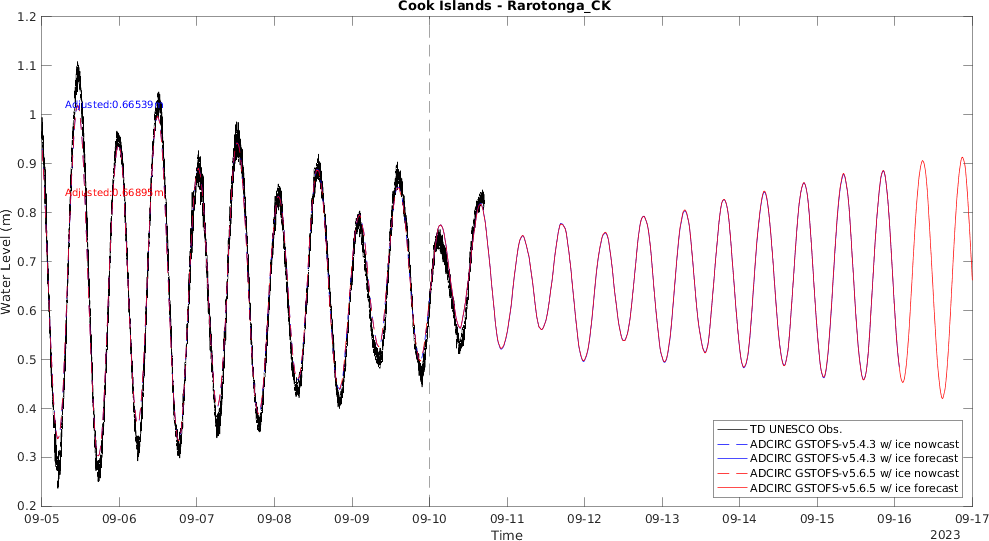 Cook Islands - Rarotonga_CK
Water Level (m)
1.2
1.1
1
0.9
0.8
0.7
0.6
0.5
0.4
0.3
0.2
Adjusted:0.66539m
Adjusted:0.66895m
TD UNESCO Obs.
ADCIRC GSTOFS-v5.4.3 w/ ice nowcast
ADCIRC GSTOFS-v5.4.3 w/ ice forecast
ADCIRC GSTOFS-v5.6.5 w/ ice nowcast
ADCIRC GSTOFS-v5.6.5 w/ ice forecast
09-05 09-06 09-07 09-08 09-09 09-10 09-11 09-12 09-13 09-14 09-15 09-16 09-17
Time
2023